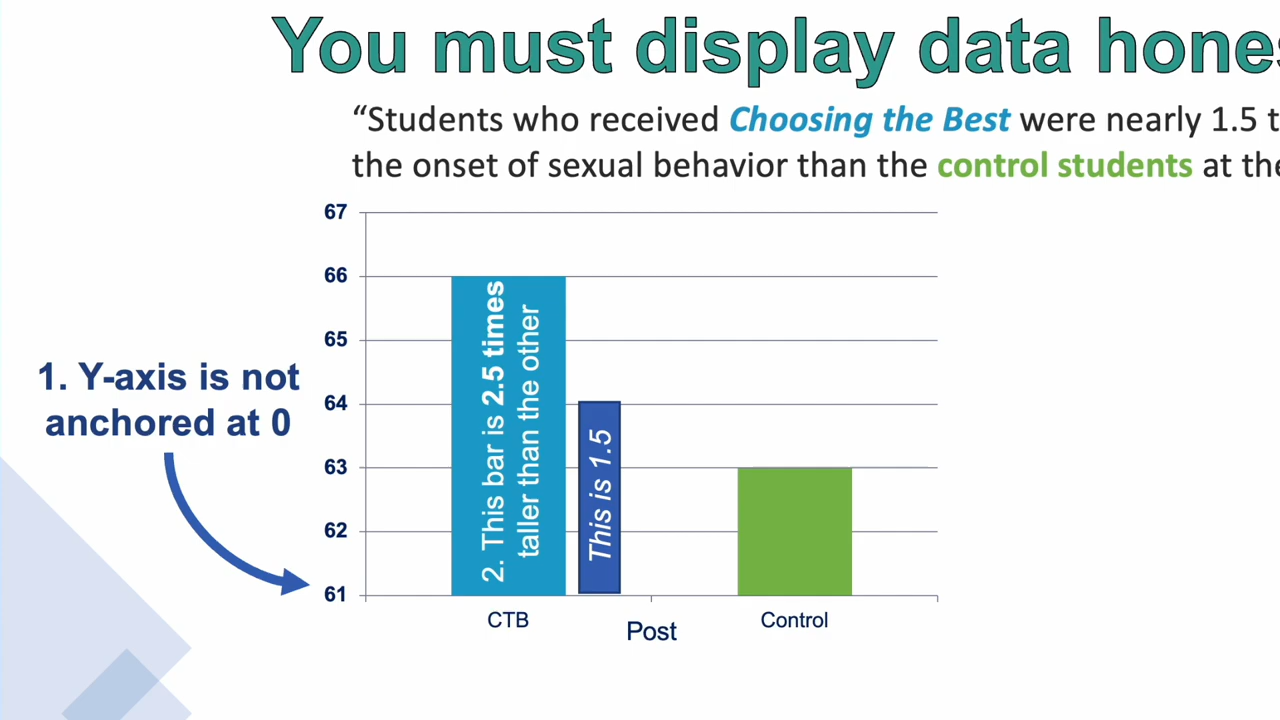 You must display data hones
“Students who received Choosing the Best were nearly 1.5 t
the onset of sexual behavior than the control students at the
67
66
65
64
63
62
61
1. Y-axis is not
anchored at 0
2. This bar is 2.5 times
taller than the other
This is 1.5
CTB
Control
Post